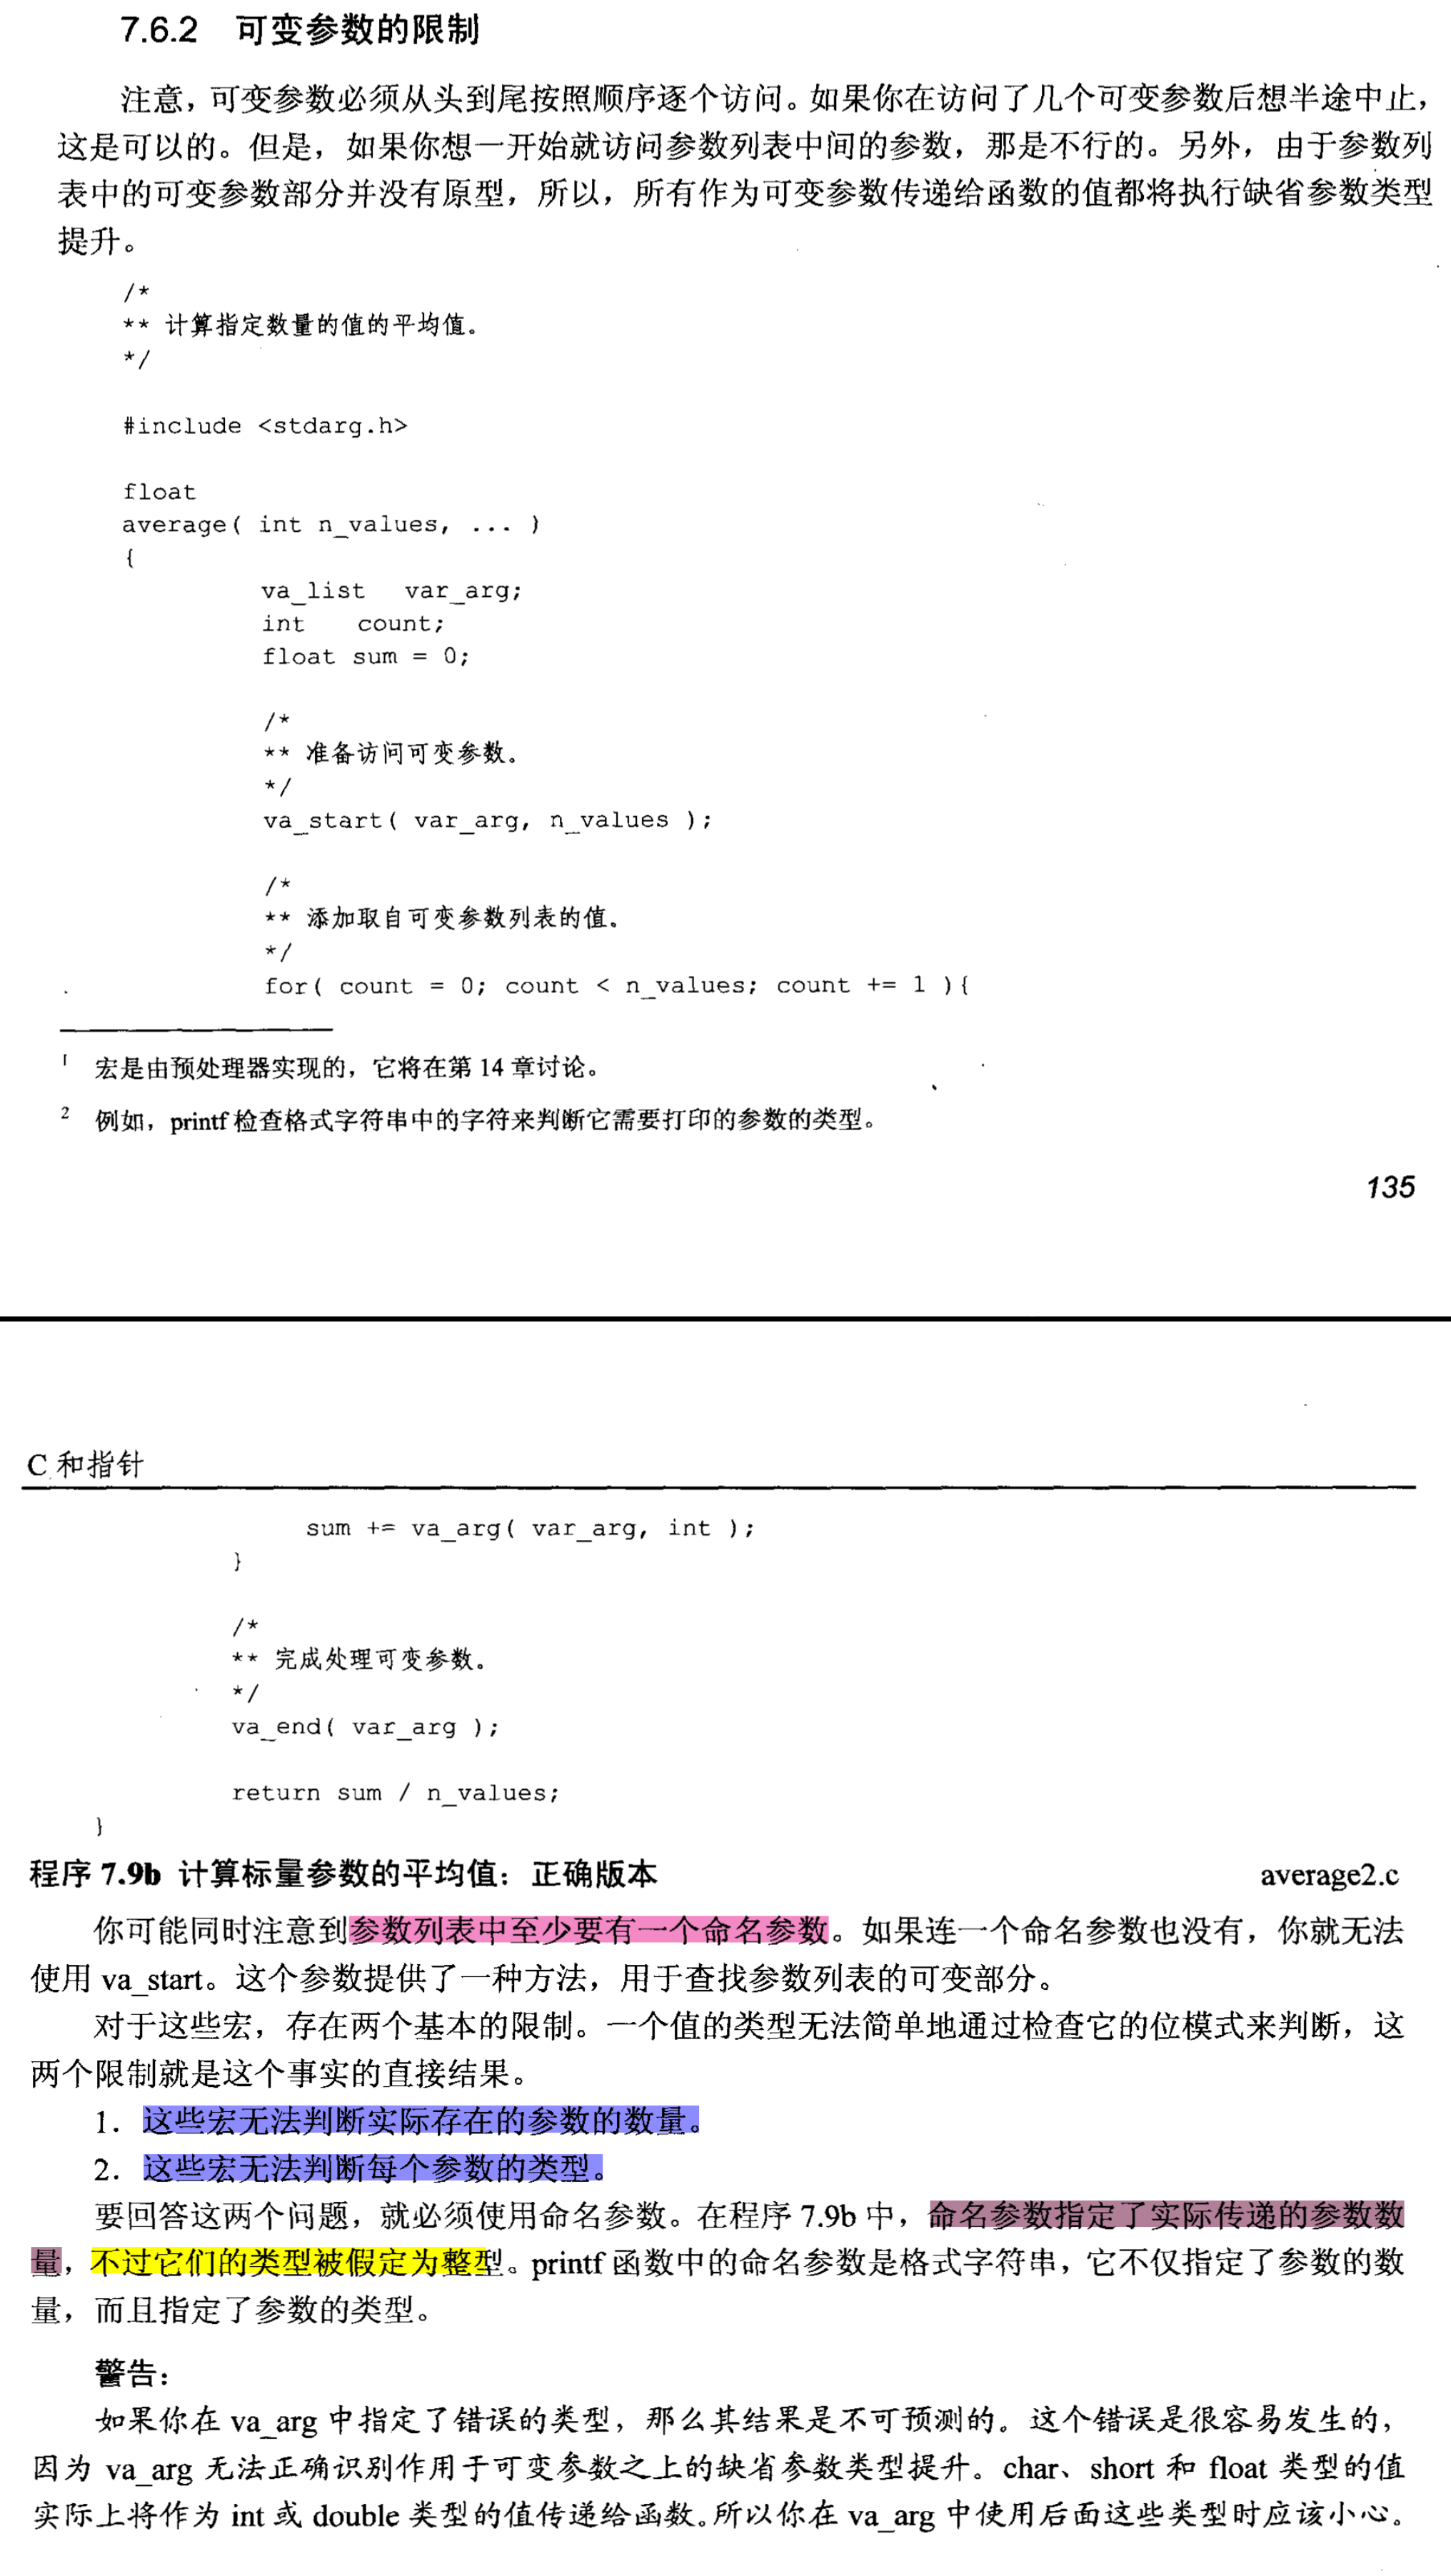 7.6.2 可变参数的限制
注意，可变参数必须从头到尾按照顺序逐个访问。如果你在访问了几个可变参数后想半途中止，
这是可以的。但是，如果你想一开始就访问参数列表中间的参数，那是不行的。另外，由于参数列
表中的可变参数部分并没有原型，所以，所有作为可变参数传递给函数的值都将执行缺省参数类型
提升。
/*
** 计算指定数量的值的平均值。
*/
#include <stdarg.h>
float
average( int n_values, ... )
{
va_list var_arg;
int count;
float sum = 0;
/*
** 准备访问可变参数。
*/
va_start( var_arg, n_values );
/*
** 添加取自可变参数列表的值。
*/
for( count = 0; count < n_values; count += 1 ){
1 宏是由预处理器实现的，它将在第 14 章讨论。
2 例如，printf 检查格式字符串中的字符来判断它需要打印的参数的类型。
135
C 和指针
sum += va_arg( var_arg, int );
}
/*
** 完成处理可变参数。
*/
va_end( var_arg );
return sum / n_values;
}
程序 7.9b 计算标量参数的平均值：正确版本 average2.c
你可能同时注意到参数列表中至少要有一个命名参数。如果连一个命名参数也没有，你就无法
使用 va_start。这个参数提供了一种方法，用于查找参数列表的可变部分。
对于这些宏，存在两个基本的限制。一个值的类型无法简单地通过检查它的位模式来判断，这
两个限制就是这个事实的直接结果。
1. 这些宏无法判断实际存在的参数的数量。
2. 这些宏无法判断每个参数的类型。
要回答这两个问题，就必须使用命名参数。在程序 7.9b 中，命名参数指定了实际传递的参数数
量，不过它们的类型被假定为整型。printf 函数中的命名参数是格式字符串，它不仅指定了参数的数
量，而且指定了参数的类型。
警告：
如果你在 va_arg 中指定了错误的类型，那么其结果是不可预测的。这个错误是很容易发生的，
因为 va_arg 无法正确识别作用于可变参数之上的缺省参数类型提升。char、short 和 float 类型的值
实际上将作为 int 或 double 类型的值传递给函数。所以你在 va_arg 中使用后面这些类型时应该小心。